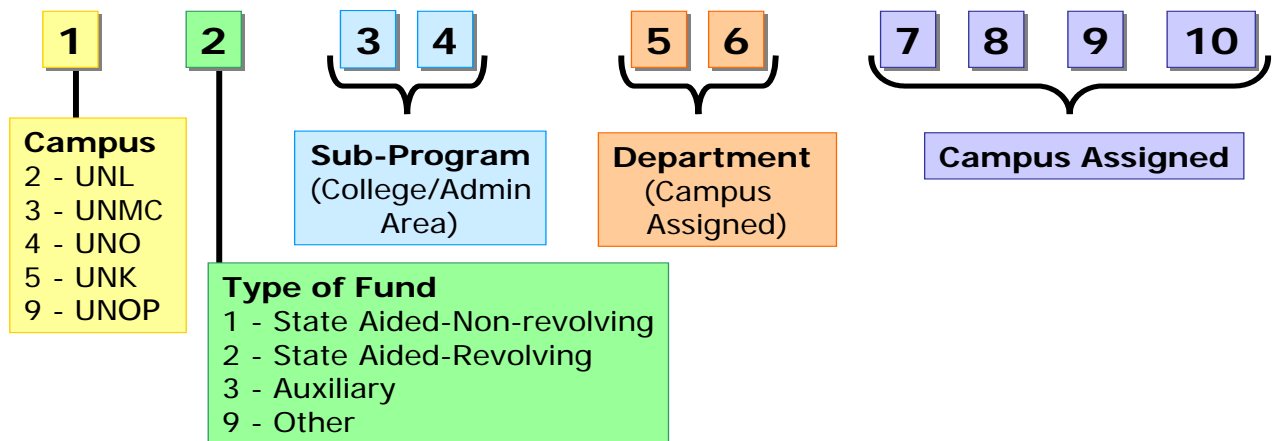 1 2 3 4 5 6 7 8 9 10
Campus
2 - UNL
3 - UNMC
4 - UNO
5 - UNK
9 - UNOP
Type of Fund
1 - State Aided-Non-revolving
2 - State Aided-Revolving
3 - Auxiliary
9 - Other
Sub-Program
(College/Admin
Area)
Department
(Campus
Assigned)
Campus Assigned